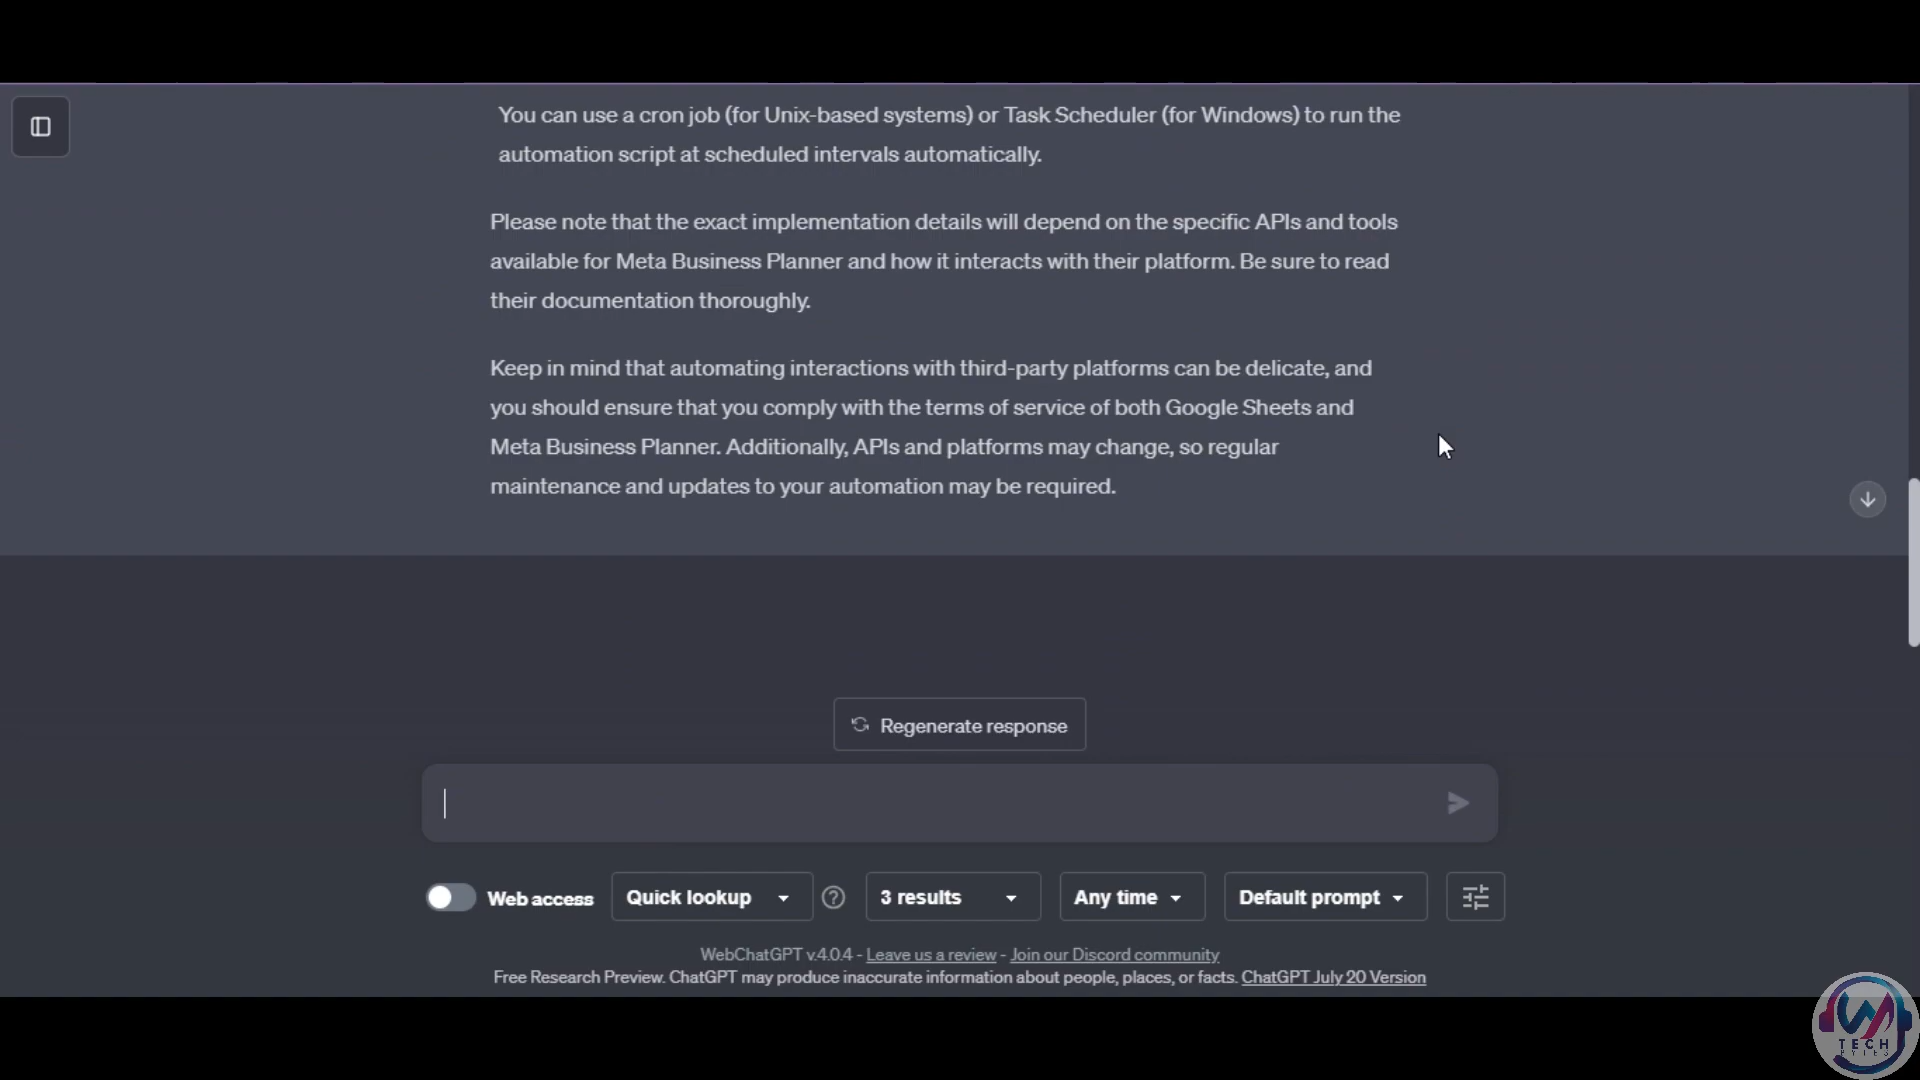 You can use a cron job (for Unix-based systems) or Task Scheduler (for Windows) to run the
automation script at scheduled intervals automatically.
Please note that the exact implementation details will depend on the specific APIs and tools
available for Meta Business Planner and how it interacts with their platform. Be sure to read
their documentation thoroughly.
Keep in mind that automating interactions with third-party platforms can be delicate, and
you should ensure that you comply with the terms of service of both Google Sheets and
Meta Business Planner. Additionally, APIs and platforms may change, so regular
maintenance and updates to your automation may be required.
Regenerate response
Web access
Quick lookup
3 results
Any time
Default prompt
WebChatGPT v.4.0.4 - Leave us a review - Join our Discord community
Free Research Preview. ChatGPT may produce inaccurate information about people, places, or facts. ChatGPT July 20 Version
TECH
BYTES